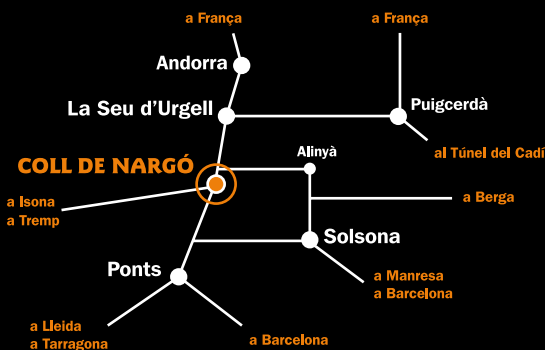 a França
a França
Andorra
La Seu d'Urgell
Puigcerdà
al Túnel del Cadí
Alinyà
COLL DE NARGÓ
a Isona
a Tremp
a Berga
Solsona
Ponts
a Manresa
a Barcelona
a Lleida
a Tarragona
a Barcelona